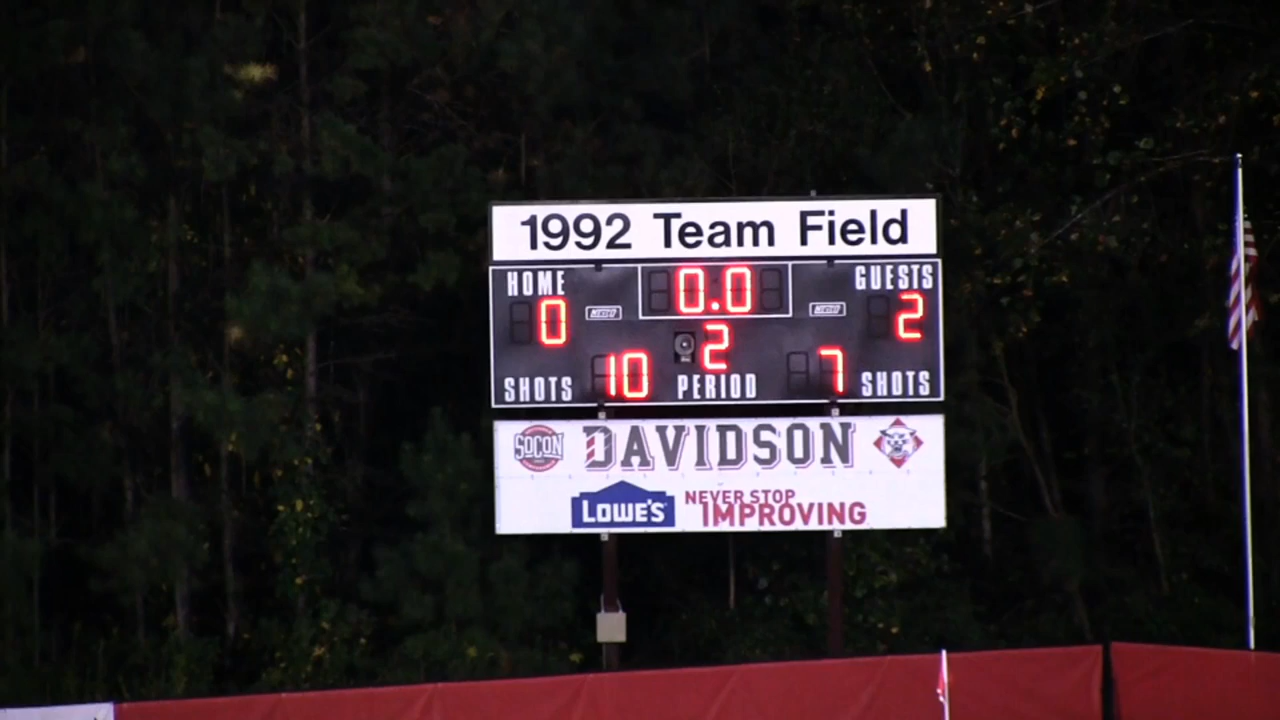 1992 Team Field
HOME 0.0 GUESTS
0 2
10 2 7
SHOTS PERIOD SHOTS
SOCON DAVIDSON
LOWE'S NEVER STOP
IMPROVING